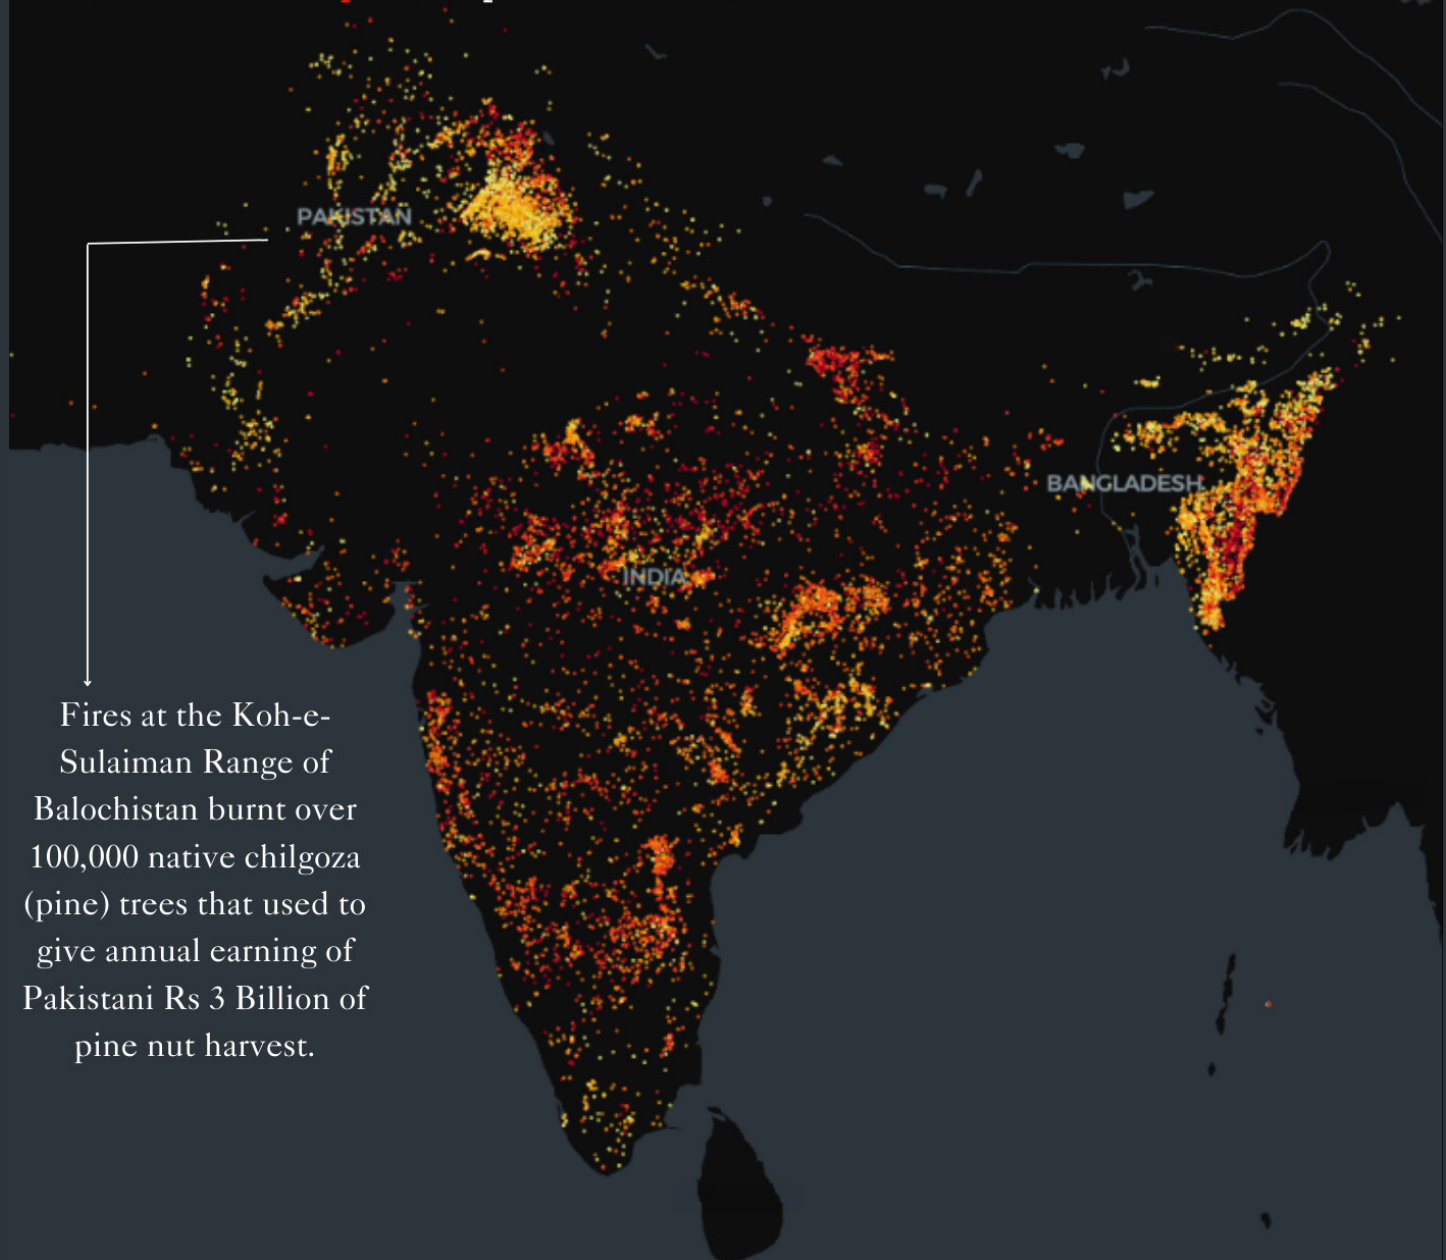 PAKISTAN
BANGLADESH
INDIA
Fires at the Koh-e-
Sulaiman Range of
Balochistan burnt over
100,000 native chilgoza
(pine) trees that used to
give annual earning of
Pakistani Rs 3 Billion of
pine nut harvest.